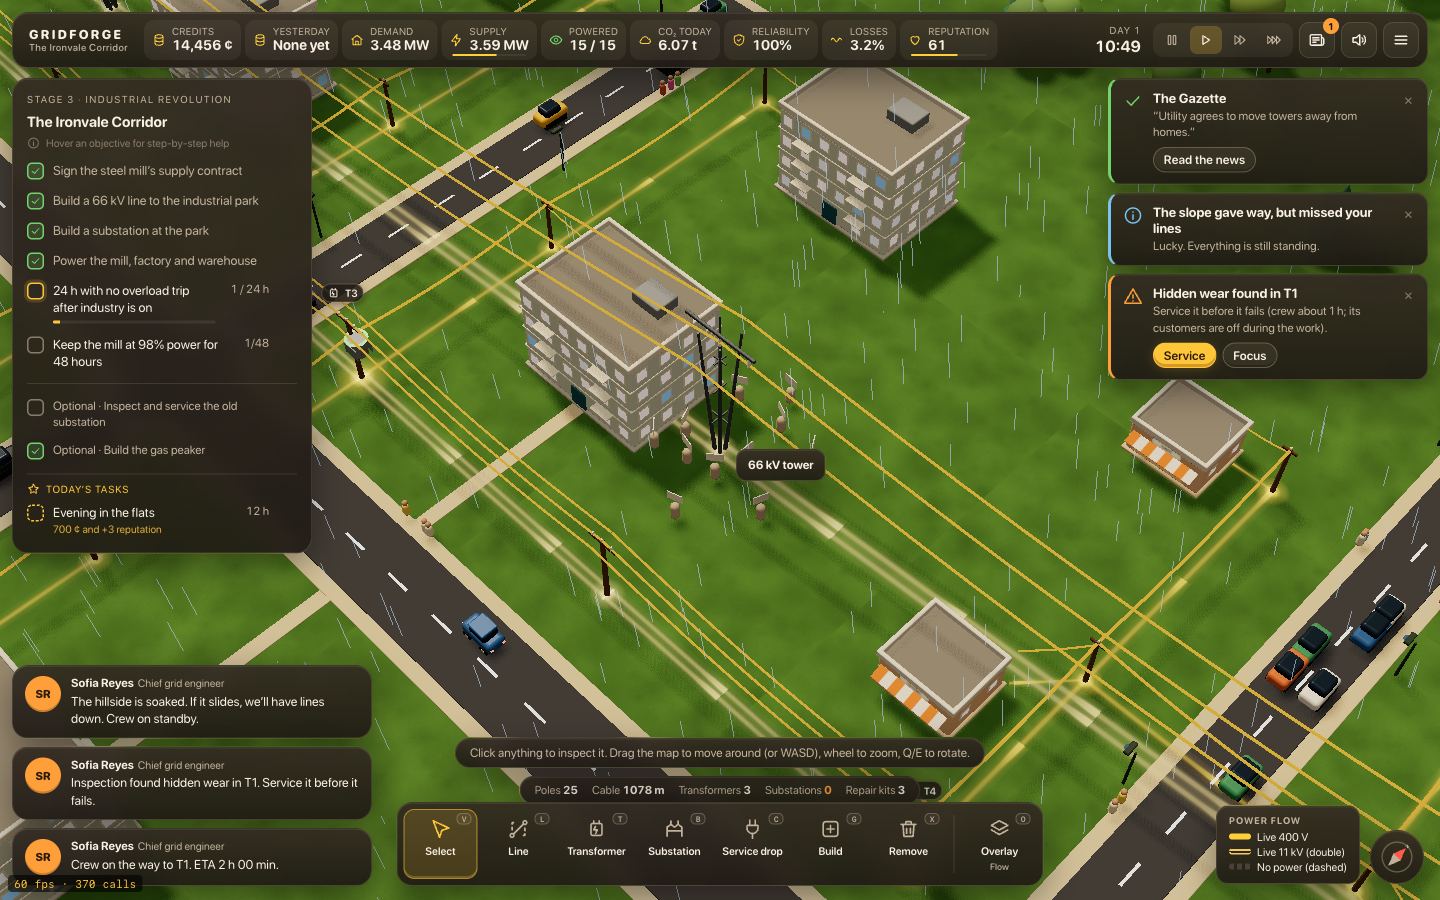 GRIDFORGE
The Ironvale Corridor
CREDITS
14,456 ¢
YESTERDAY
None yet
DEMAND
3.48 MW
SUPPLY
3.59 MW
POWERED
15 / 15
CO₂ TODAY
6.07 t
RELIABILITY
100%
LOSSES
3.2%
REPUTATION
61
DAY 1
10:49
1
STAGE 3 · INDUSTRIAL REVOLUTION
The Ironvale Corridor
Hover an objective for step-by-step help
Sign the steel mill's supply contract
Build a 66 kV line to the industrial park
Build a substation at the park
Power the mill, factory and warehouse
24 h with no overload trip 1 / 24 h
after industry is on
Keep the mill at 98% power for 1/48
48 hours
Optional · Inspect and service the old
substation
Optional · Build the gas peaker
TODAY'S TASKS
Evening in the flats 12 h
700 ¢ and +3 reputation
The Gazette
“Utility agrees to move towers away from
homes.”
Read the news
The slope gave way, but missed your
lines
Lucky. Everything is still standing.
Hidden wear found in T1
Service it before it fails (crew about 1 h; its
customers are off during the work).
Service Focus
T3
66 kV tower
SR
Sofia Reyes Chief grid engineer
The hillside is soaked. If it slides, we'll have lines
down. Crew on standby.
SR
Sofia Reyes Chief grid engineer
Inspection found hidden wear in T1. Service it before it
fails.
SR
Sofia Reyes Chief grid engineer
Crew on the way to T1. ETA 2 h 00 min.
60 fps · 370 calls
Click anything to inspect it. Drag the map to move around (or WASD), wheel to zoom, Q/E to rotate.
Poles 25 Cable 1078 m Transformers 3 Substations 0 Repair kits 3
T4
V
Select
L
Line
T
Transformer
B
Substation
C
Service drop
G
Build
X
Remove
O
Overlay
Flow
POWER FLOW
Live 400 V
Live 11 kV (double)
No power (dashed)